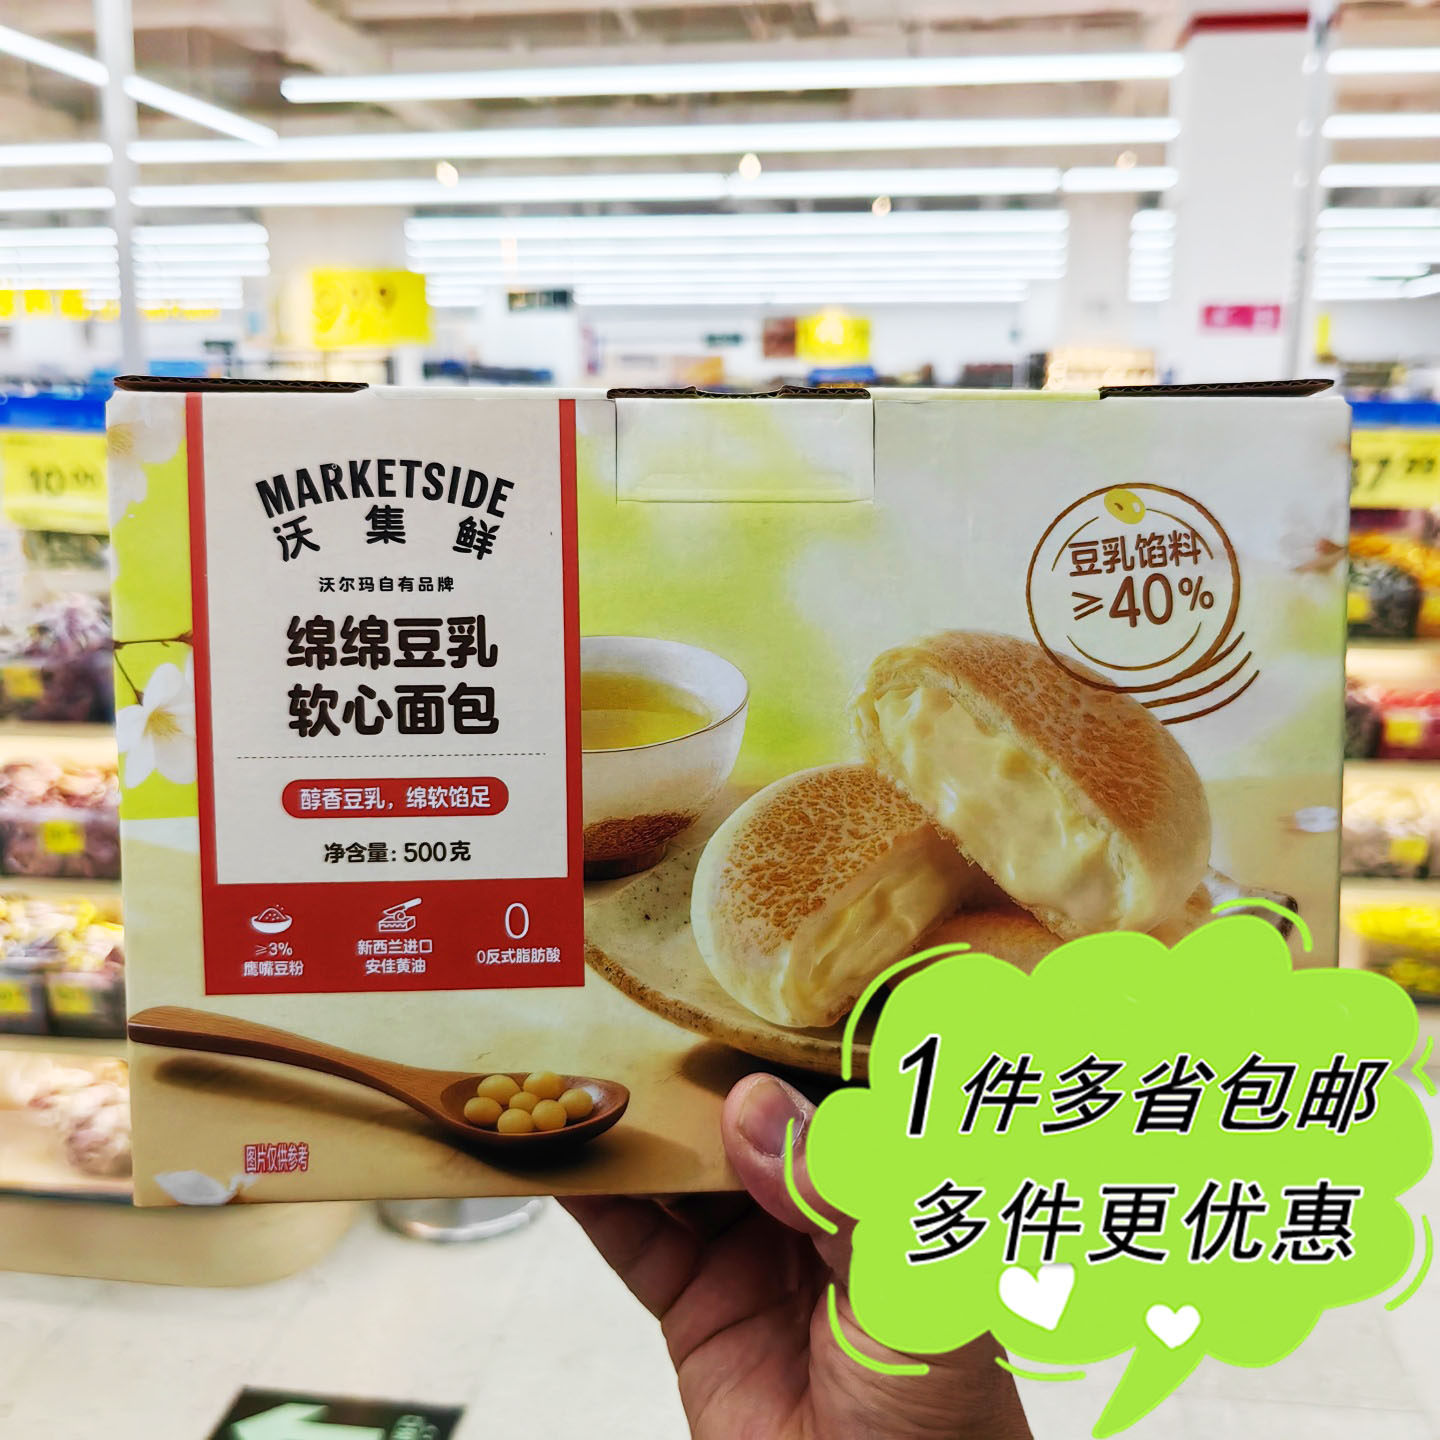 MARKETSIDE
沃集鲜
沃尔玛自有品牌
绵绵豆乳
软心面包
醇香豆乳，绵软馅足
净含量：500克
≥3%
鹰嘴豆粉
新西兰进口
安佳黄油
0
0反式脂肪酸
豆乳馅料
≥40%
图片仅供参考
1件多省包邮
多件更优惠